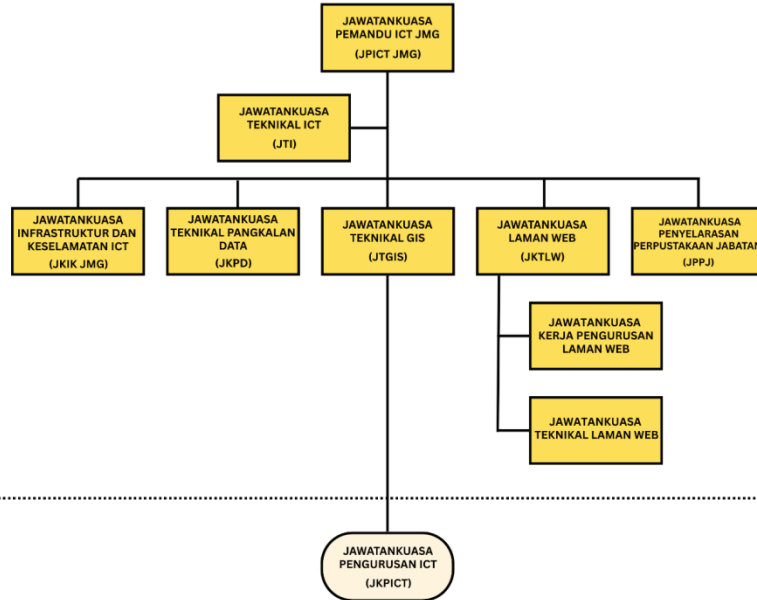 JAWATANKUASA
PEMANDU ICT JMG
(JPICT JMG)
JAWATANKUASA
TEKNIKAL ICT
(JTI)
JAWATANKUASA
INFRASTRUKTUR DAN
KESELAMATAN ICT
(JKIK JMG)
JAWATANKUASA
TEKNIKAL PANGKALAN
DATA
(JKPD)
JAWATANKUASA
TEKNIKAL GIS
(JTGIS)
JAWATANKUASA
LAMAN WEB
(JKTLW)
JAWATANKUASA
PENYELARASAN
PERPUSTAKAAN JABATAN
(JPPJ)
JAWATANKUASA
KERJA PENGURUSAN
LAMAN WEB
JAWATANKUASA
TEKNIKAL LAMAN WEB
JAWATANKUASA
PENGURUSAN ICT
(JKPICT)